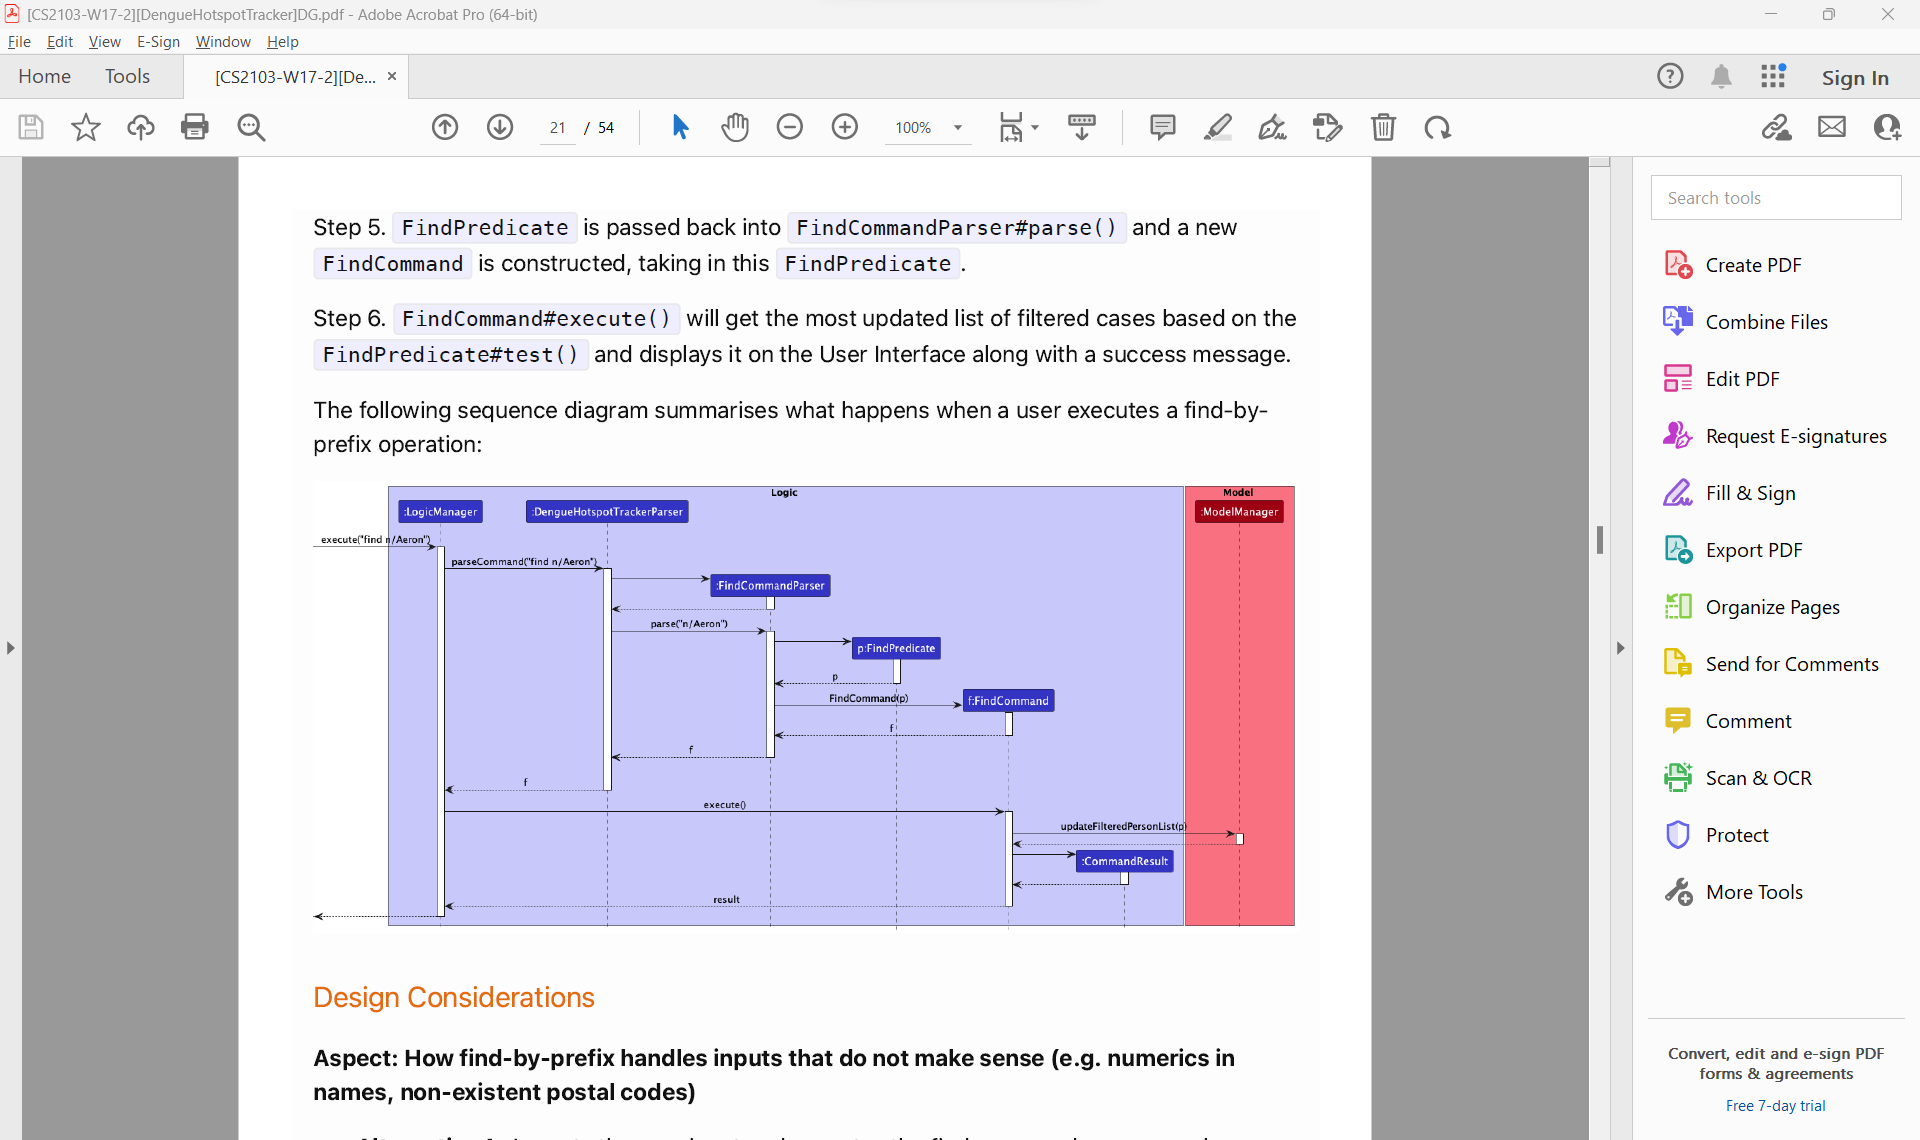 [CS2103-W17-2][DengueHotspotTracker]DG.pdf - Adobe Acrobat Pro (64-bit)
File Edit View E-Sign Window Help
Home Tools [CS2103-W17-2][De... × Sign In
21 / 54 100%
Step 5. FindPredicate is passed back into FindCommandParser#parse() and a new
FindCommand is constructed, taking in this FindPredicate .
Step 6. FindCommand#execute() will get the most updated list of filtered cases based on the
FindPredicate#test() and displays it on the User Interface along with a success message.
The following sequence diagram summarises what happens when a user executes a find-by-
prefix operation:
Logic
Model
:LogicManager
:DengueHotspotTrackerParser
:ModelManager
execute("find n/Aeron")
parseCommand("find n/Aeron")
:FindCommandParser
parse("n/Aeron")
p:FindPredicate
p
FindCommand(p)
f:FindCommand
f
f
f
execute()
updateFilteredPersonList(p)
:CommandResult
result
Design Considerations
Aspect: How find-by-prefix handles inputs that do not make sense (e.g. numerics in
names, non-existent postal codes)
Search tools
Create PDF
Combine Files
Edit PDF
Request E-signatures
Fill & Sign
Export PDF
Organize Pages
Send for Comments
Comment
Scan & OCR
Protect
More Tools
Convert, edit and e-sign PDF
forms & agreements
Free 7-day trial